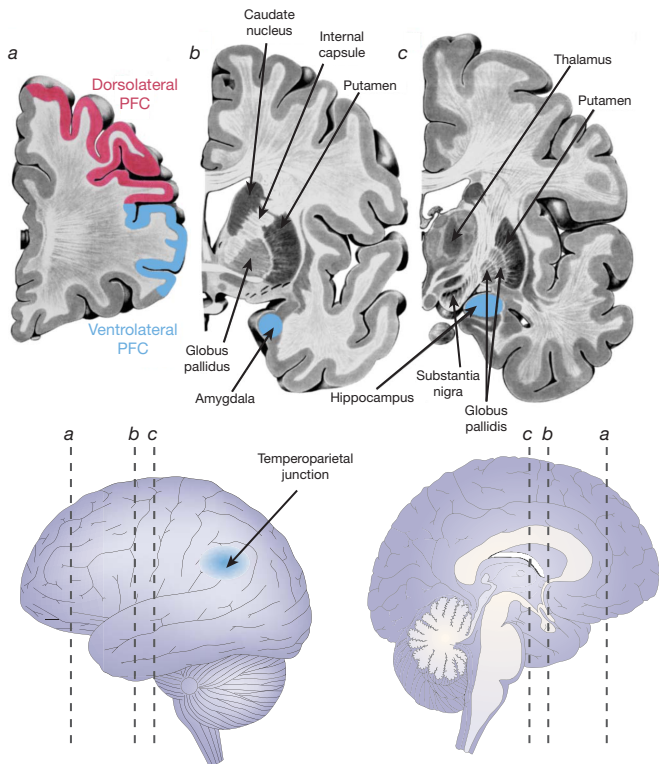 a
Dorsolateral
PFC
Ventrolateral
PFC
b
Caudate
nucleus
Internal
capsule
Putamen
Globus
pallidus
Amygdala
c
Thalamus
Putamen
Hippocampus
Substantia
nigra
Globus
pallidis
a b c
Temperoparietal
junction
c b a